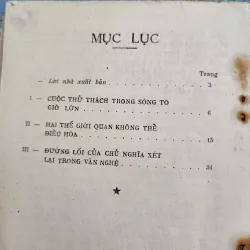 MỤC LỤC
Trang
— Lời nhà xuất bản 3
I — CUỘC THỬ THÁCH TRONG SÓNG TO
GIÓ LỚN 6
II — HAI THẾ GIỚI QUAN KHÔNG THỂ
ĐIỀU HÒA 15
III — ĐƯỜNG LỐI CỦA CHỦ NGHĨA XÉT
LẠI TRONG VĂN NGHỆ 34